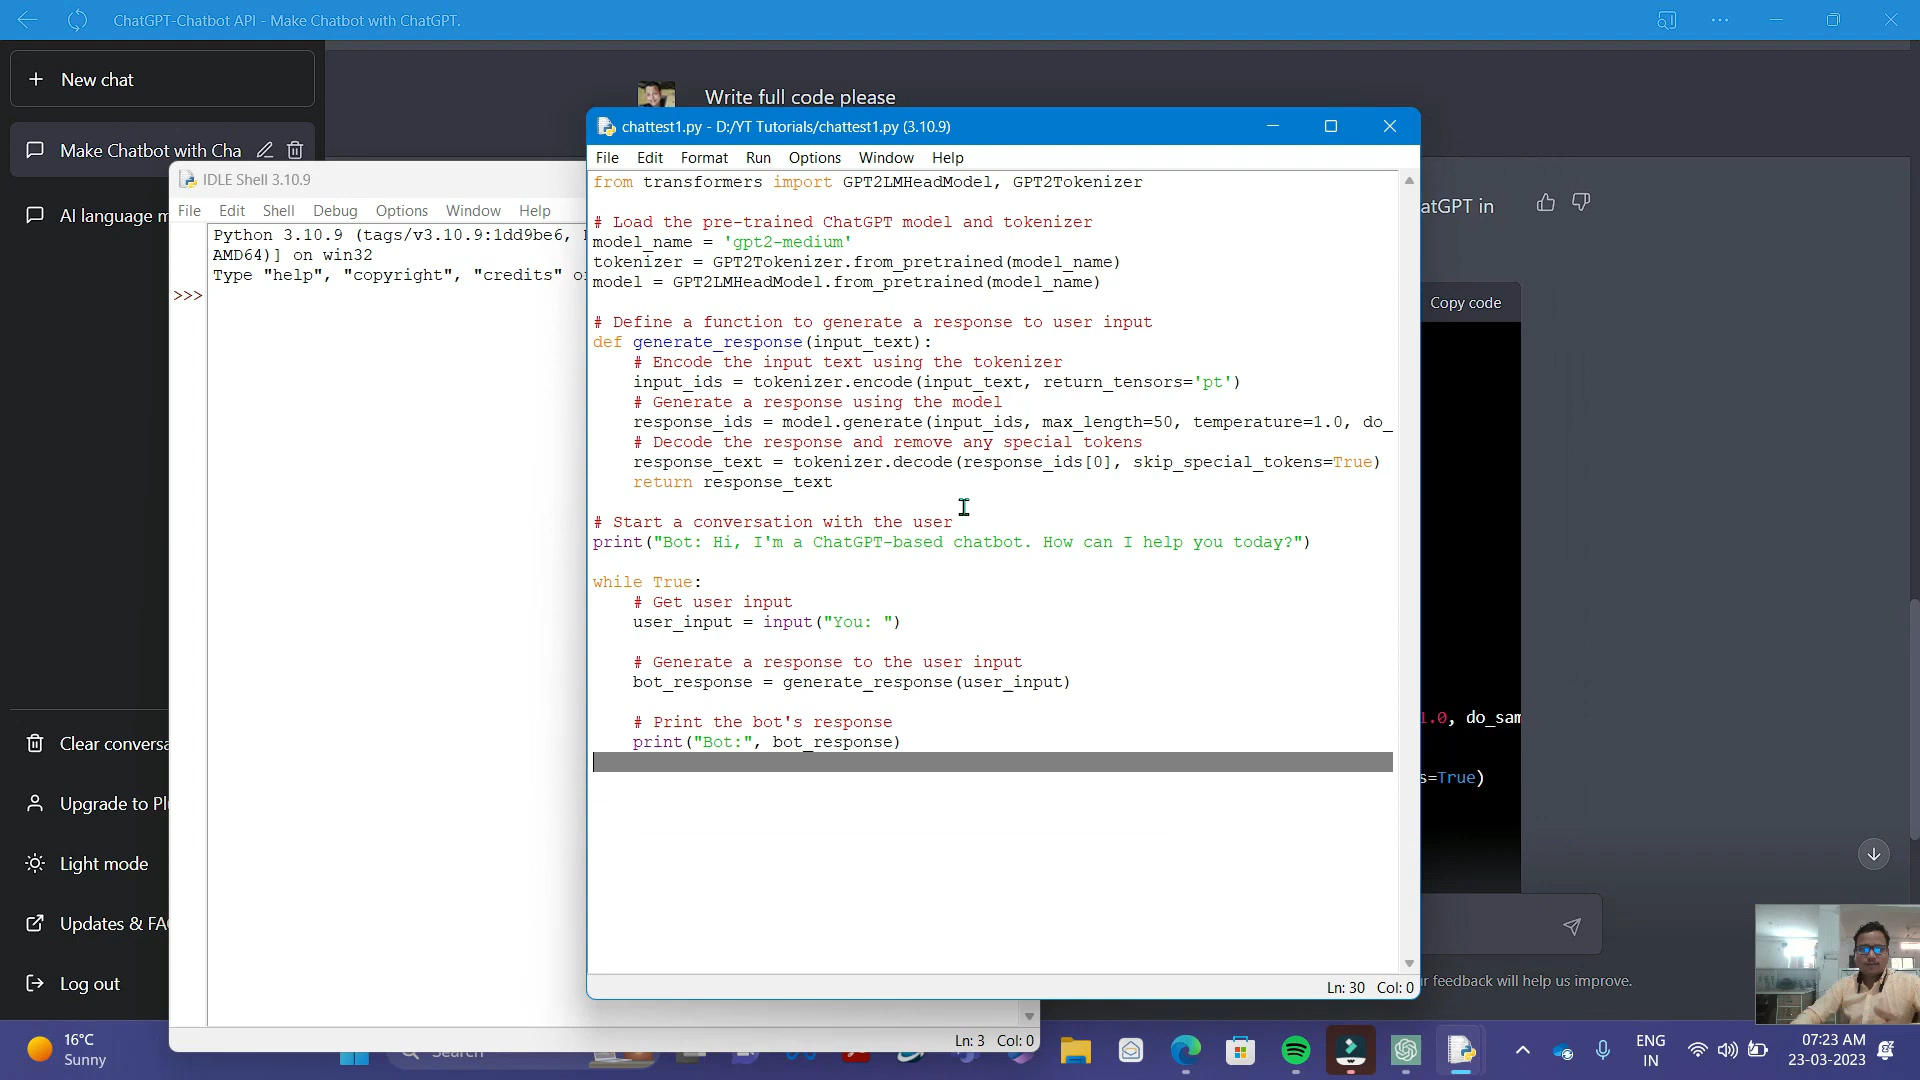 ChatGPT-Chatbot API - Make Chatbot with ChatGPT.
New chat
Make Chatbot with Cha
AI language m
Clear conversa
Upgrade to Pl
Light mode
Updates & FA
Log out
Write full code please
atGPT in
Copy code
1.0, do_sam
s=True)
r feedback will help us improve.
IDLE Shell 3.10.9
File Edit Shell Debug Options Window Help
Python 3.10.9 (tags/v3.10.9:1dd9be6,
AMD64)] on win32
Type "help", "copyright", "credits" o
>>>
Ln: 3 Col: 0
chattest1.py - D:/YT Tutorials/chattest1.py (3.10.9)
File Edit Format Run Options Window Help
from transformers import GPT2LMHeadModel, GPT2Tokenizer
# Load the pre-trained ChatGPT model and tokenizer
model_name = 'gpt2-medium'
tokenizer = GPT2Tokenizer.from_pretrained(model_name)
model = GPT2LMHeadModel.from_pretrained(model_name)
# Define a function to generate a response to user input
def generate_response(input_text):
# Encode the input text using the tokenizer
input_ids = tokenizer.encode(input_text, return_tensors='pt')
# Generate a response using the model
response_ids = model.generate(input_ids, max_length=50, temperature=1.0, do_
# Decode the response and remove any special tokens
response_text = tokenizer.decode(response_ids[0], skip_special_tokens=True)
return response_text
# Start a conversation with the user
print("Bot: Hi, I'm a ChatGPT-based chatbot. How can I help you today?")
while True:
# Get user input
user_input = input("You: ")
# Generate a response to the user input
bot_response = generate_response(user_input)
# Print the bot's response
print("Bot:", bot_response)
Ln: 30 Col: 0
16°C
Sunny
Search
ENG
IN
07:23 AM
23-03-2023